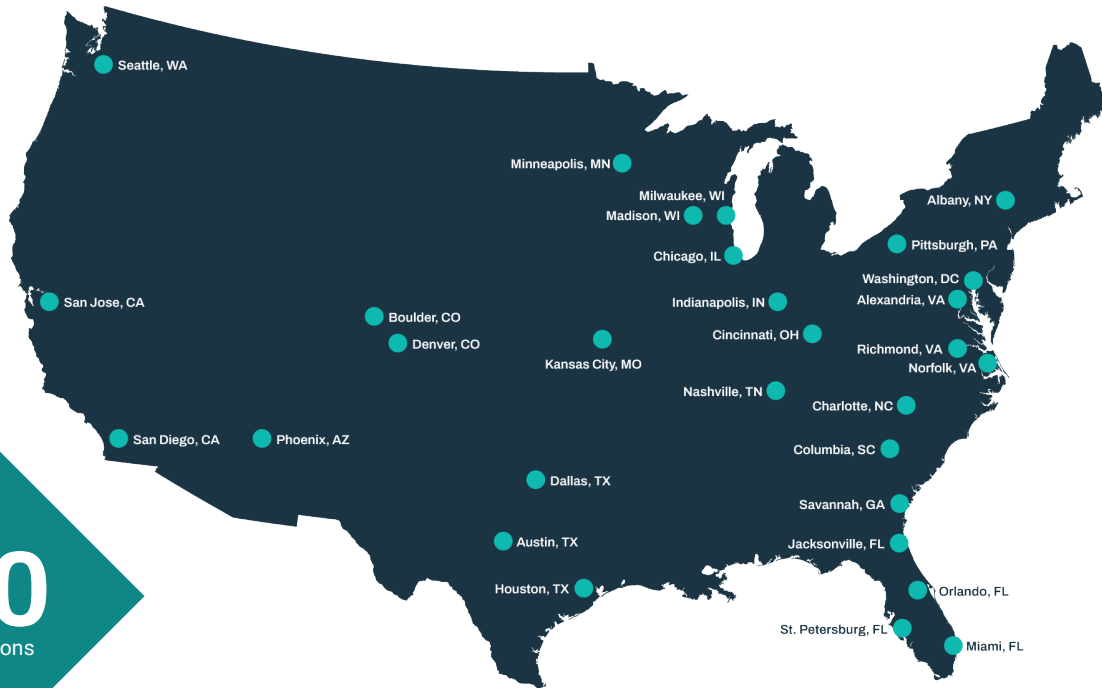 Seattle, WA
Minneapolis, MN
Milwaukee, WI
Madison, WI
Albany, NY
Pittsburgh, PA
Chicago, IL
Washington, DC
Alexandria, VA
San Jose, CA
Indianapolis, IN
Boulder, CO
Cincinnati, OH
Denver, CO
Richmond, VA
Kansas City, MO
Norfolk, VA
Nashville, TN
Charlotte, NC
San Diego, CA
Phoenix, AZ
Columbia, SC
Dallas, TX
Savannah, GA
Austin, TX
Jacksonville, FL
Houston, TX
Orlando, FL
St. Petersburg, FL
Miami, FL
0
ons